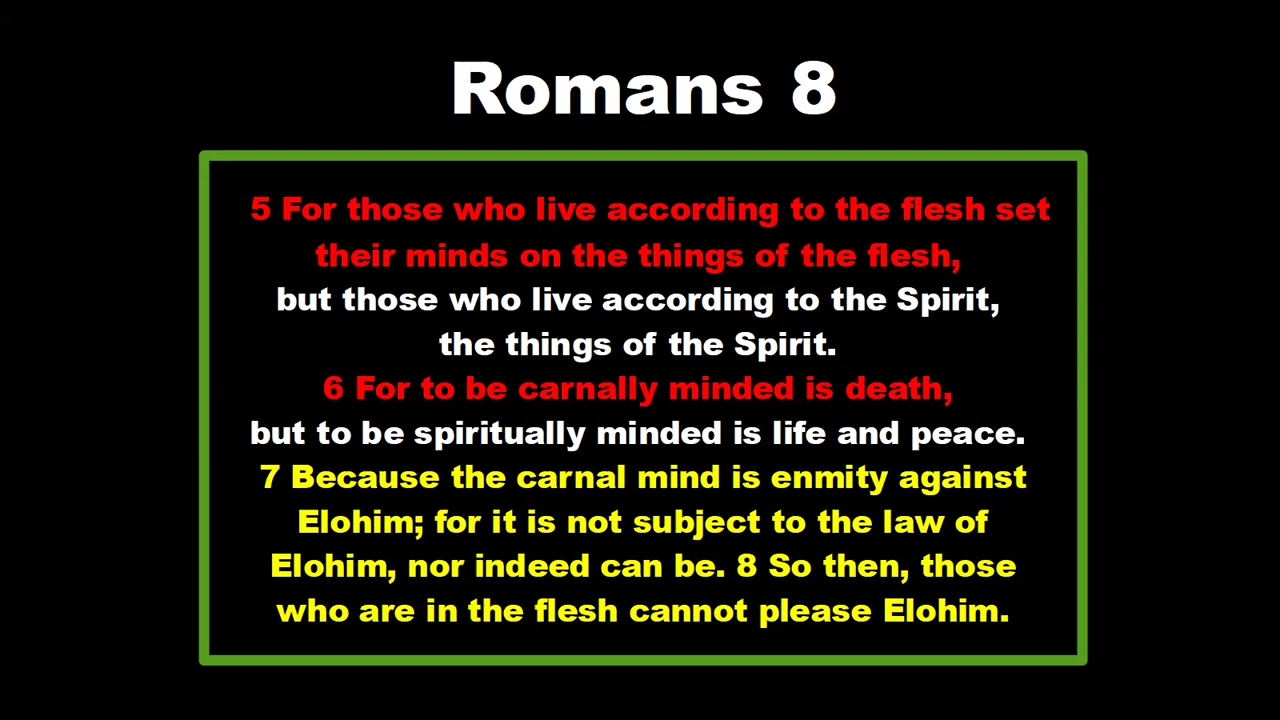 Romans 8
5 For those who live according to the flesh set
their minds on the things of the flesh,
but those who live according to the Spirit,
the things of the Spirit.
6 For to be carnally minded is death,
but to be spiritually minded is life and peace.
7 Because the carnal mind is enmity against
Elohim; for it is not subject to the law of
Elohim, nor indeed can be. 8 So then, those
who are in the flesh cannot please Elohim.